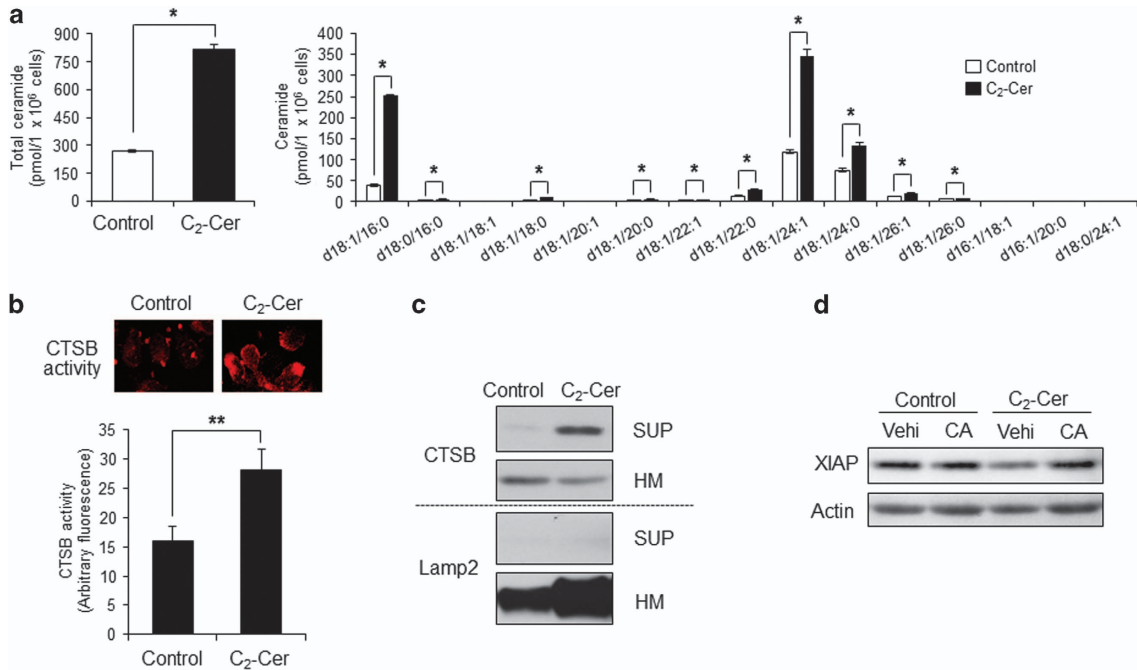 a
*
900
750
600
450
300
150
0
Total ceramide
(pmol/1 x 10⁶ cells)
Control
C₂-Cer
400
350
300
250
200
150
100
50
0
Ceramide
(pmol/1 x 10⁶ cells)
* * * * * * * * * *
Control
C₂-Cer
d18:1/16:0
d18:0/16:0
d18:1/18:1
d18:1/18:0
d18:1/20:1
d18:1/20:0
d18:1/22:1
d18:1/22:0
d18:1/24:1
d18:1/24:0
d18:1/26:1
d18:1/26:0
d16:1/18:1
d16:1/20:0
d18:0/24:1
b
Control
C₂-Cer
CTSB
activity
**
35
30
25
20
15
10
5
0
CTSB activity
(Arbitrary fluorescence)
Control
C₂-Cer
c
Control C₂-Cer
CTSB
SUP
HM
Lamp2
SUP
HM
d
Control C₂-Cer
Vehi CA Vehi CA
XIAP
Actin